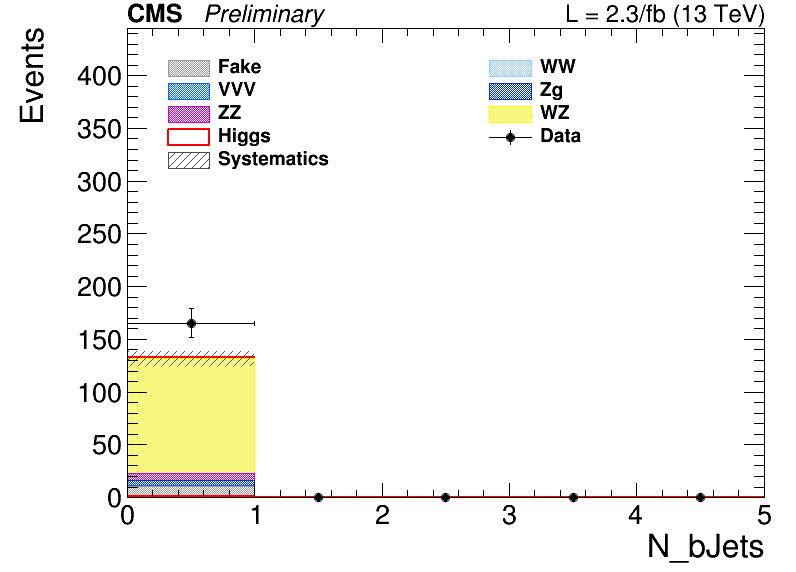 CMS Preliminary L = 2.3/fb (13 TeV)
Events
400
350
300
250
200
150
100
50
0
Fake WW
VVV Zg
ZZ WZ
Higgs Data
Systematics
0 1 2 3 4 5
N_bJets